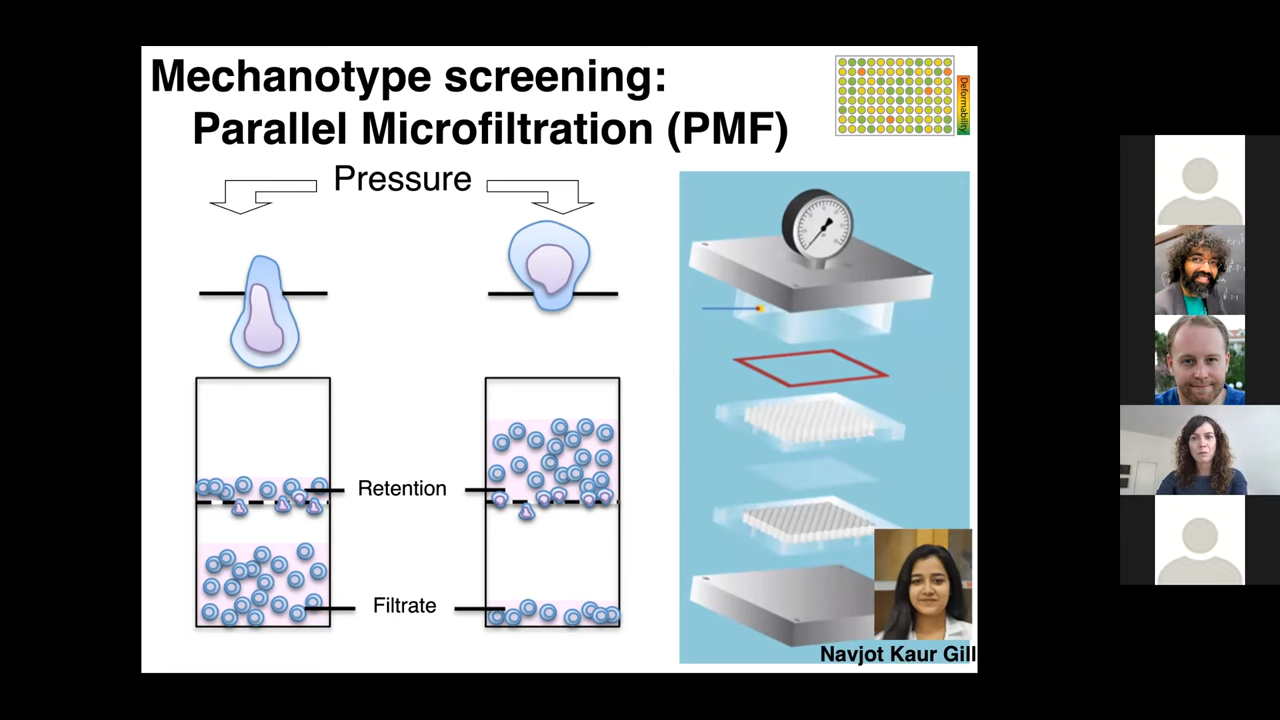 Mechanotype screening:
Parallel Microfiltration (PMF)
Deformability
Pressure
Retention
Filtrate
Navjot Kaur Gill